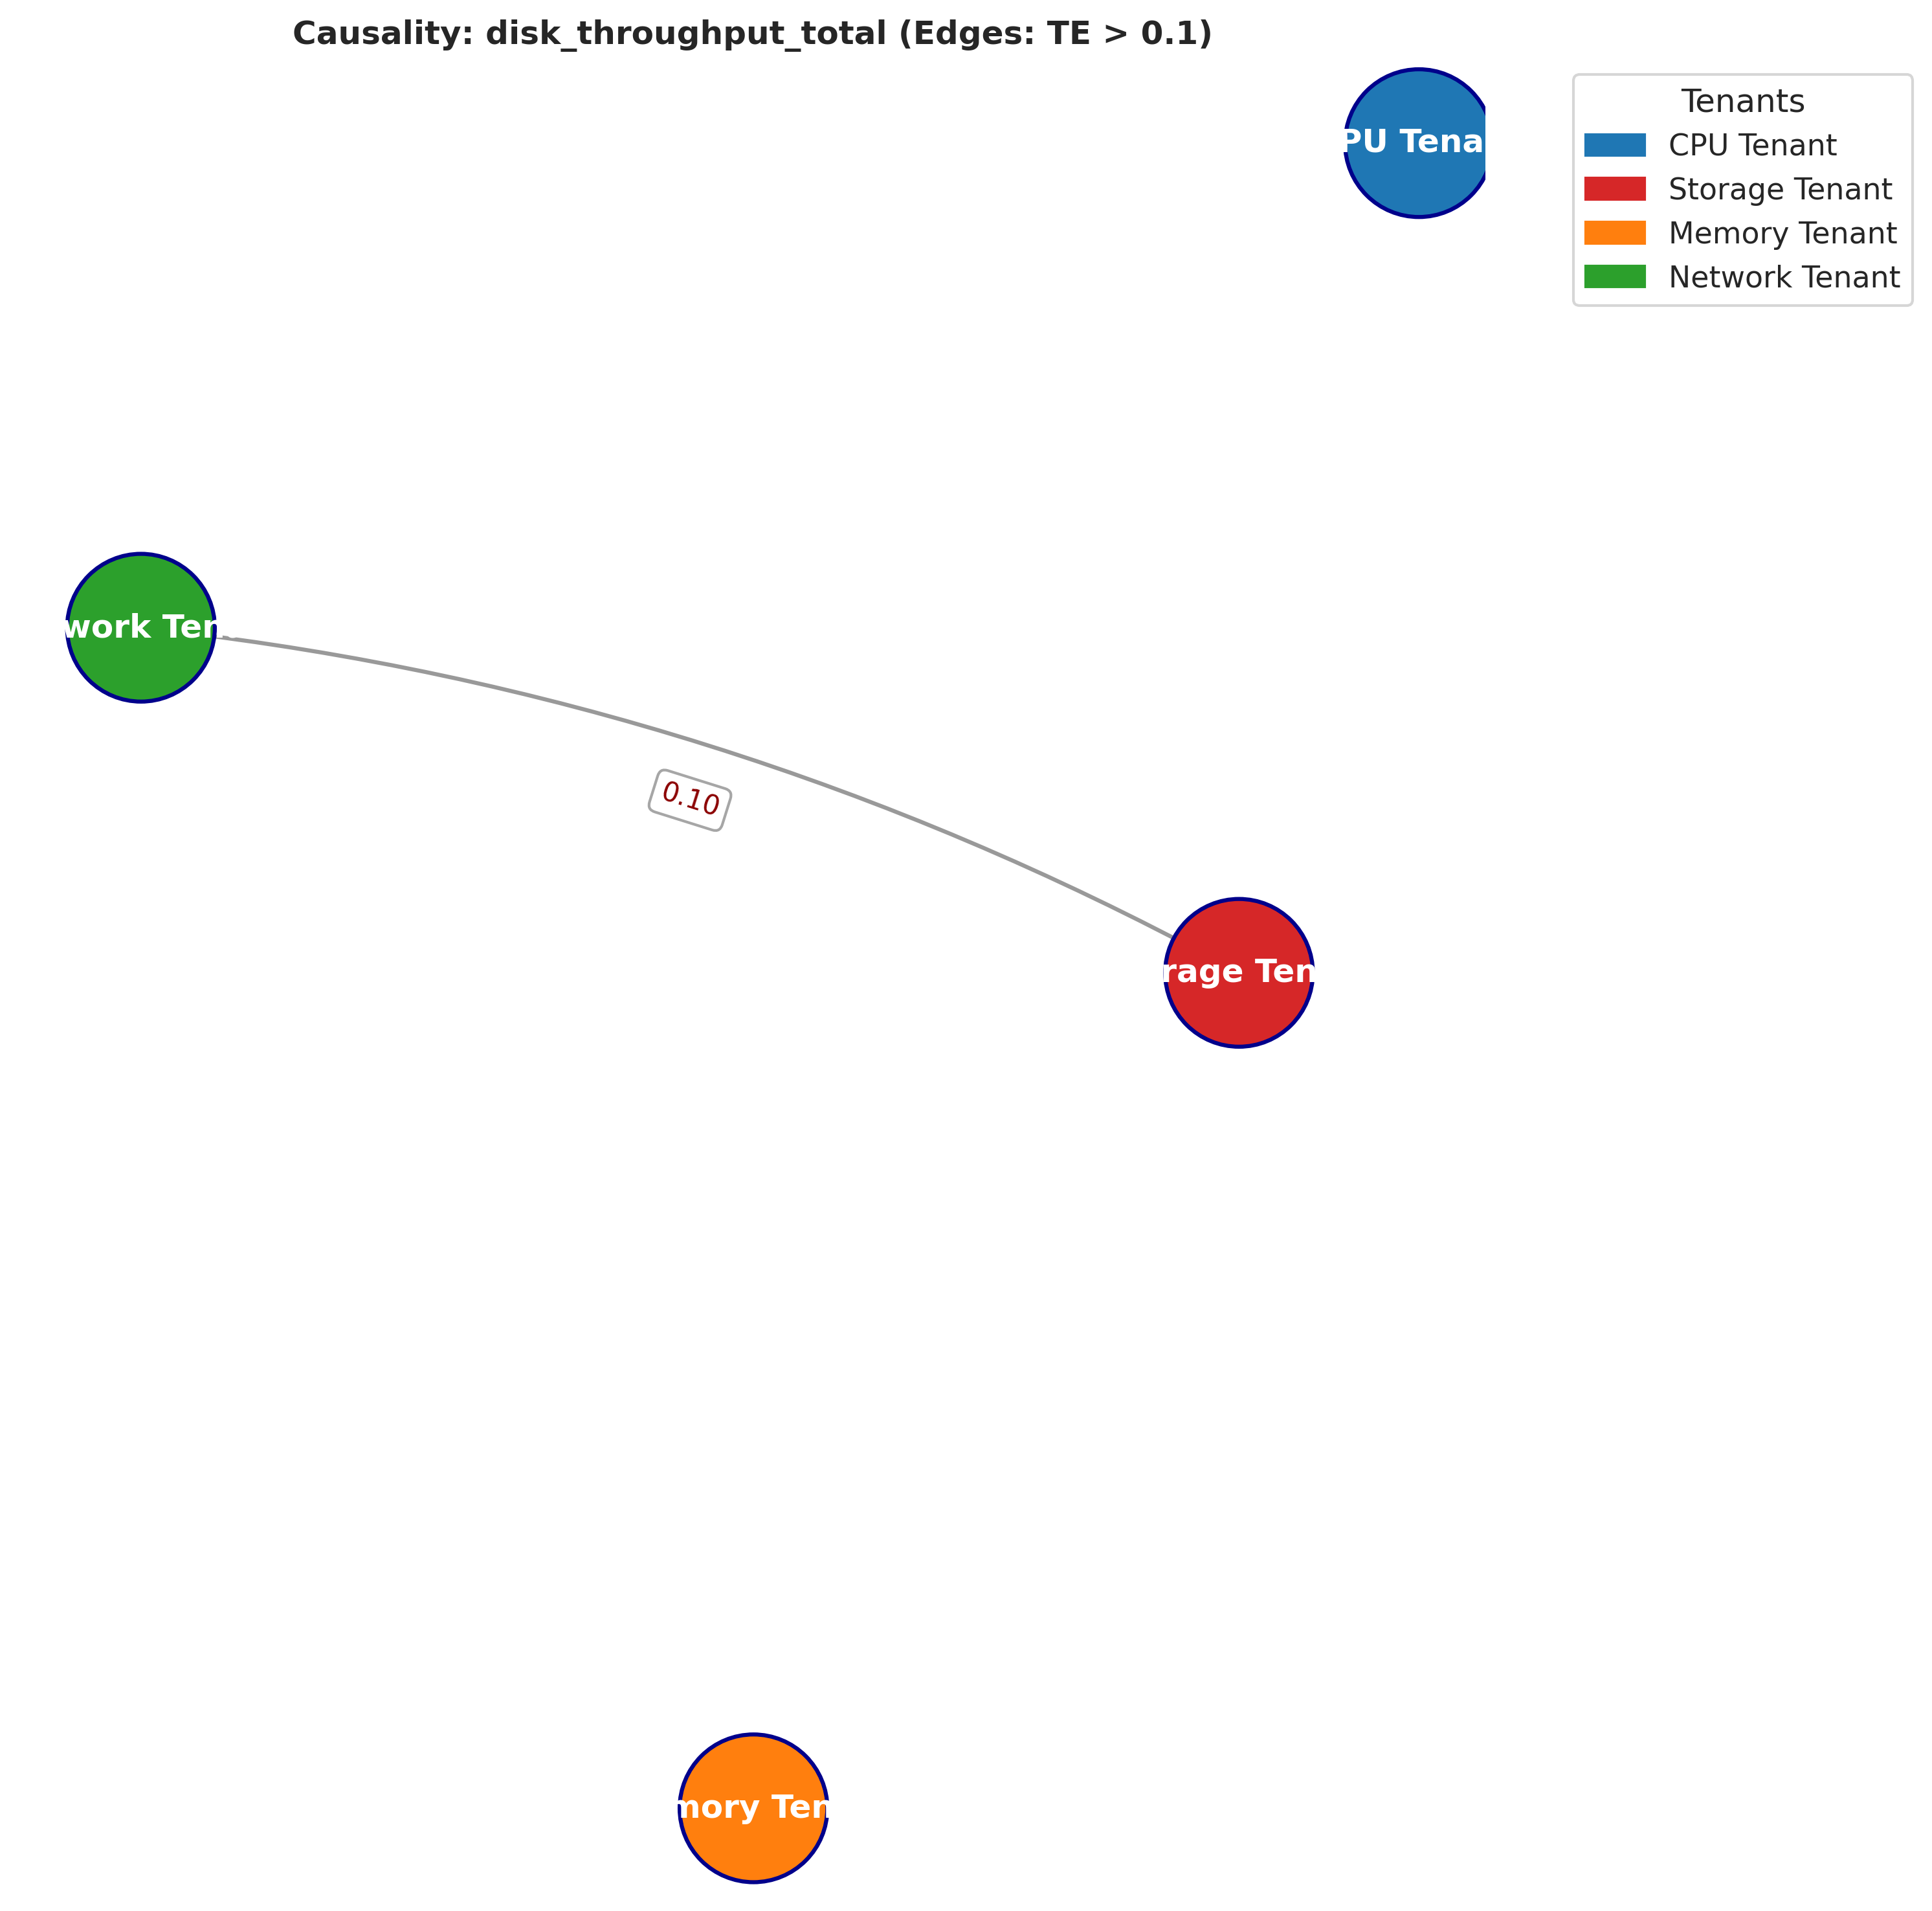 Causality: disk_throughput_total (Edges: TE > 0.1)
PU Tena
Tenants
CPU Tenant
Storage Tenant
Memory Tenant
Network Tenant
work Ten
0.10
rage Ten
mory Ten